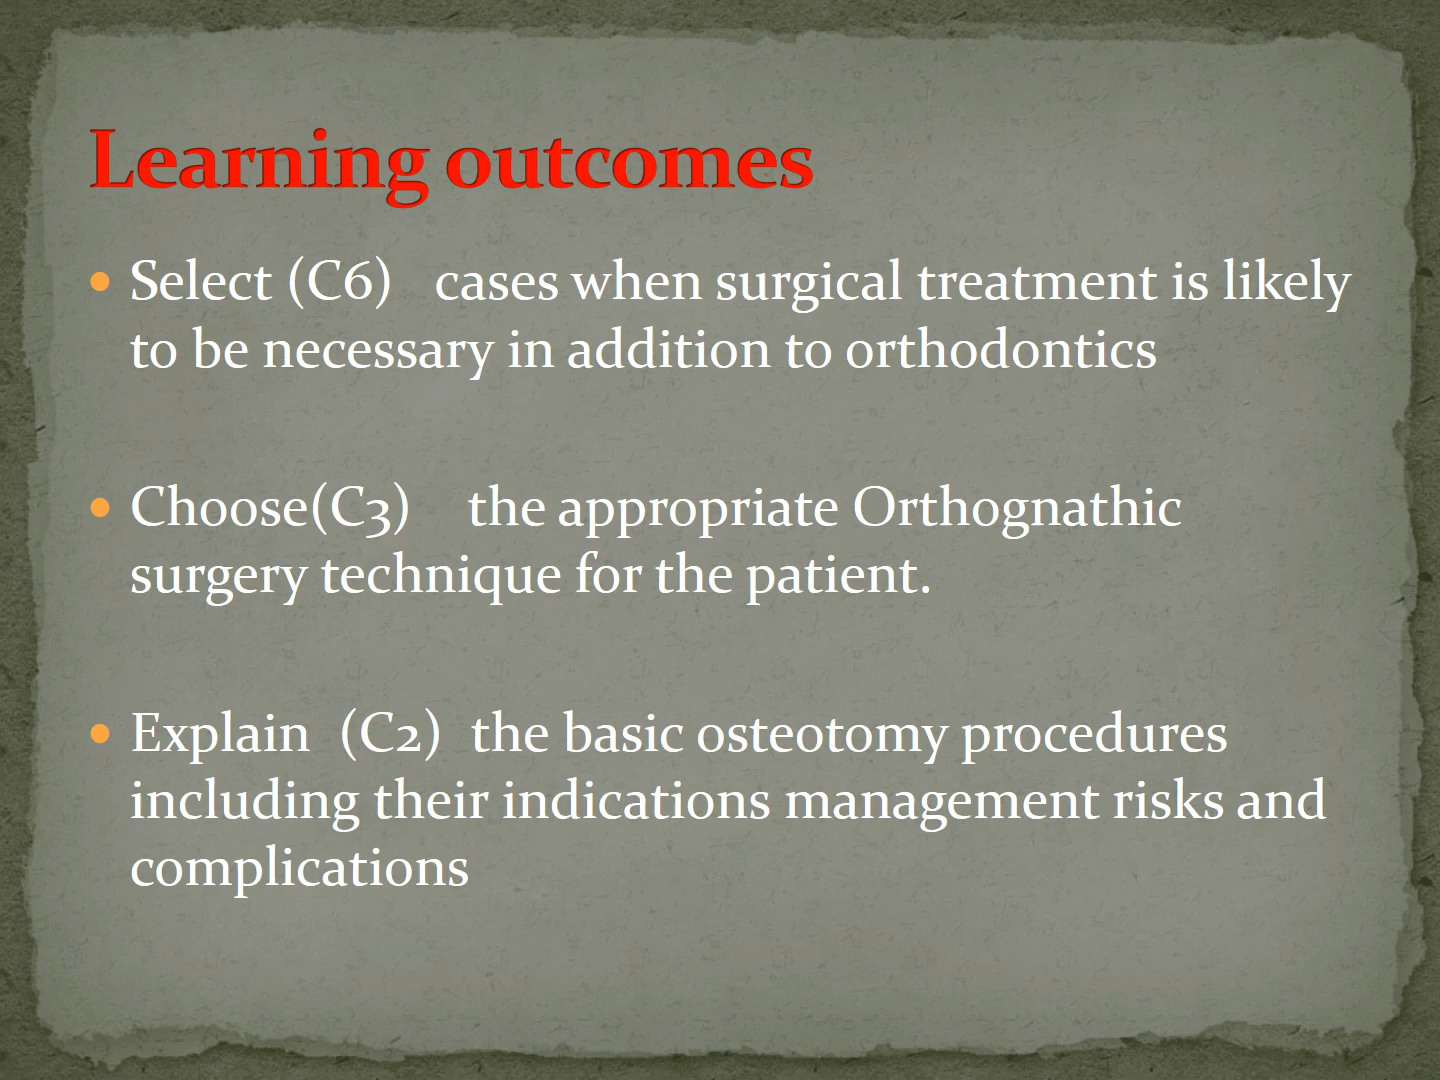 Learning outcomes
• Select (C6) cases when surgical treatment is likely
to be necessary in addition to orthodontics
• Choose(C3) the appropriate Orthognathic
surgery technique for the patient.
• Explain (C2) the basic osteotomy procedures
including their indications management risks and
complications